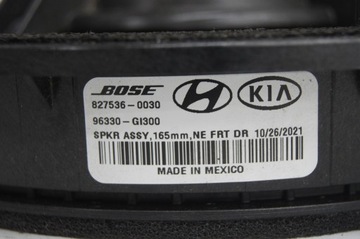 BOSE
KIA
827536-0030
96330-GI300
SPKR ASSY,165mm,NE FRT DR 10/26/2021
MADE IN MEXICO